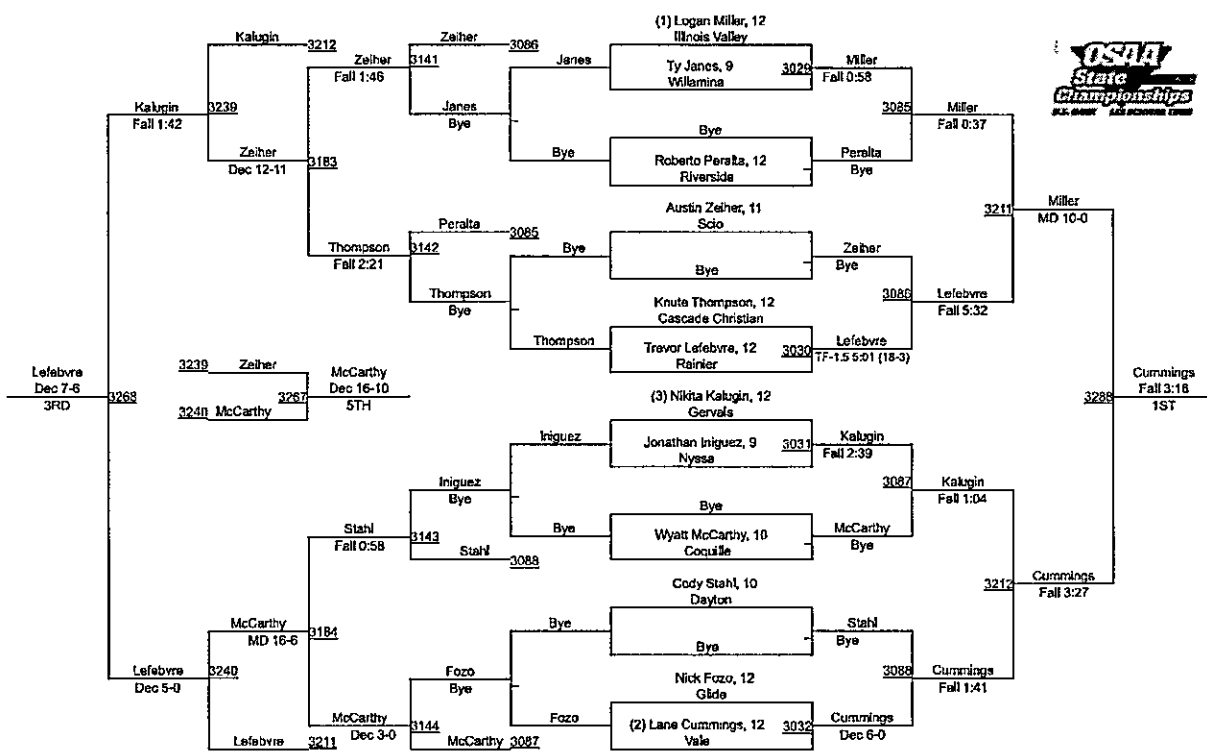 (1) Logan Miller, 12
Illinois Valley
Ty Janes, 9
Willamina
3029
Bye
Roberto Peralta, 12
Riverside
Austin Zeiher, 11
Scio
Bye
Knute Thompson, 12
Cascade Christian
Trevor Lefebvre, 12
Rainier
3030
(3) Nikita Kalugin, 12
Gervais
Jonathan Iniguez, 9
Nyssa
3031
Bye
Wyatt McCarthy, 10
Coquille
Cody Stahl, 10
Dayton
Bye
Nick Fozo, 12
Glide
(2) Lane Cummings, 12
Vale
3032
Miller
Fall 0:58
Peralta
Bye
Zeiher
Bye
Lefebvre
TF-1.5 5:01 (18-3)
Kalugin
Fall 2:39
McCarthy
Bye
Stahl
Bye
Cummings
Dec 6-0
3085
Miller
Fall 0:37
3086
Lefebvre
Fall 5:32
3087
Kalugin
Fall 1:04
3088
Cummings
Fall 1:41
3211
Miller
MD 10-0
3212
Cummings
Fall 3:27
3288
Cummings
Fall 3:18
1ST
Janes
Bye
Bye
Thompson
Iniguez
Bye
Bye
Fozo
Zeiher
3086
3141
Janes
Bye
Peralta
3085
3142
Thompson
Bye
Iniguez
Bye
3143
Stahl
3088
Fozo
Bye
3144
McCarthy
3087
Zeiher
Fall 1:46
3183
Thompson
Fall 2:21
Stahl
Fall 0:58
3184
McCarthy
Dec 3-0
Kalugin
3212
3239
Zeiher
Dec 12-11
McCarthy
MD 16-6
3240
Lefebvre
3211
Kalugin
Fall 1:42
3268
Lefebvre
Dec 5-0
Lefebvre
Dec 7-6
3RD
3239
Zeiher
3240
McCarthy
3267
McCarthy
Dec 16-10
5TH
OSAA
State
Championships